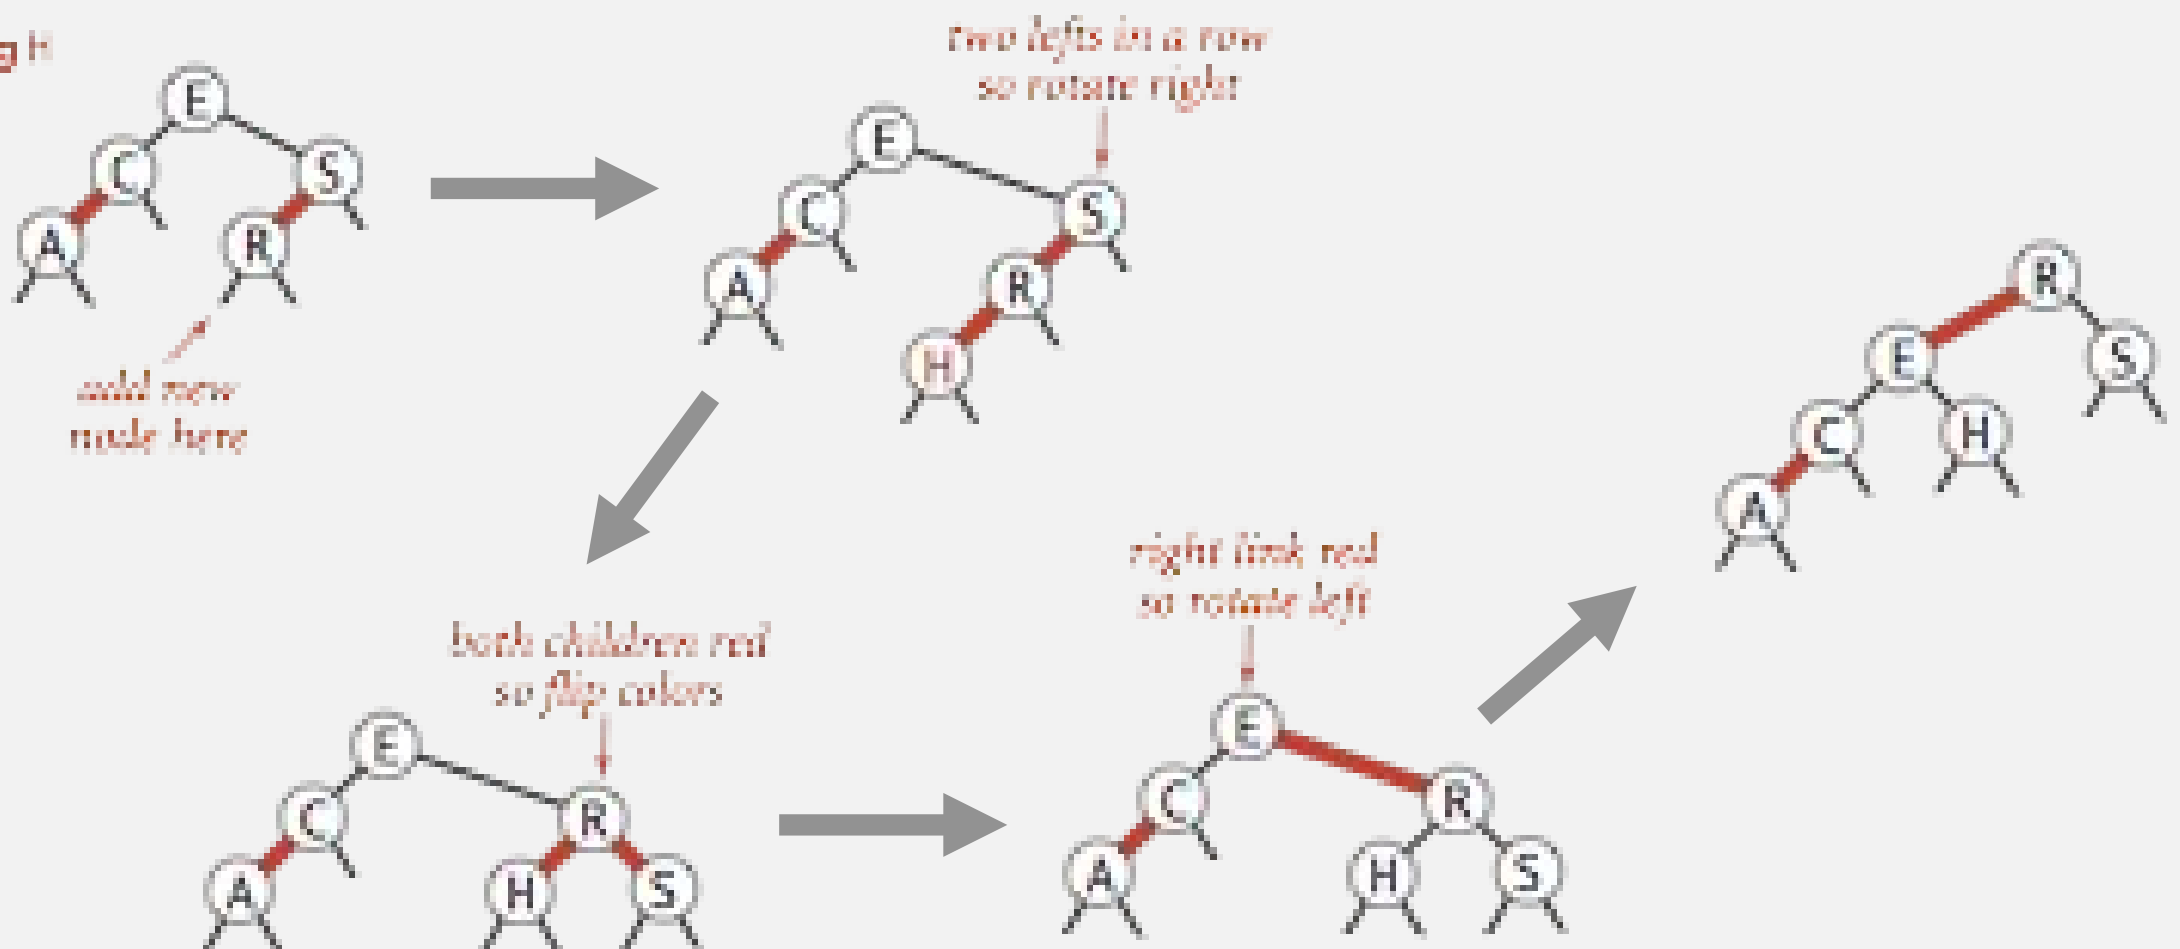 g H
E
C
S
A
R
add new
node here
two lefts in a row
so rotate right
E
C
S
A
R
H
both children red
so flip colors
E
C
R
A
H
S
right link red
so rotate left
E
C
R
A
H
S
R
E
S
C
H
A